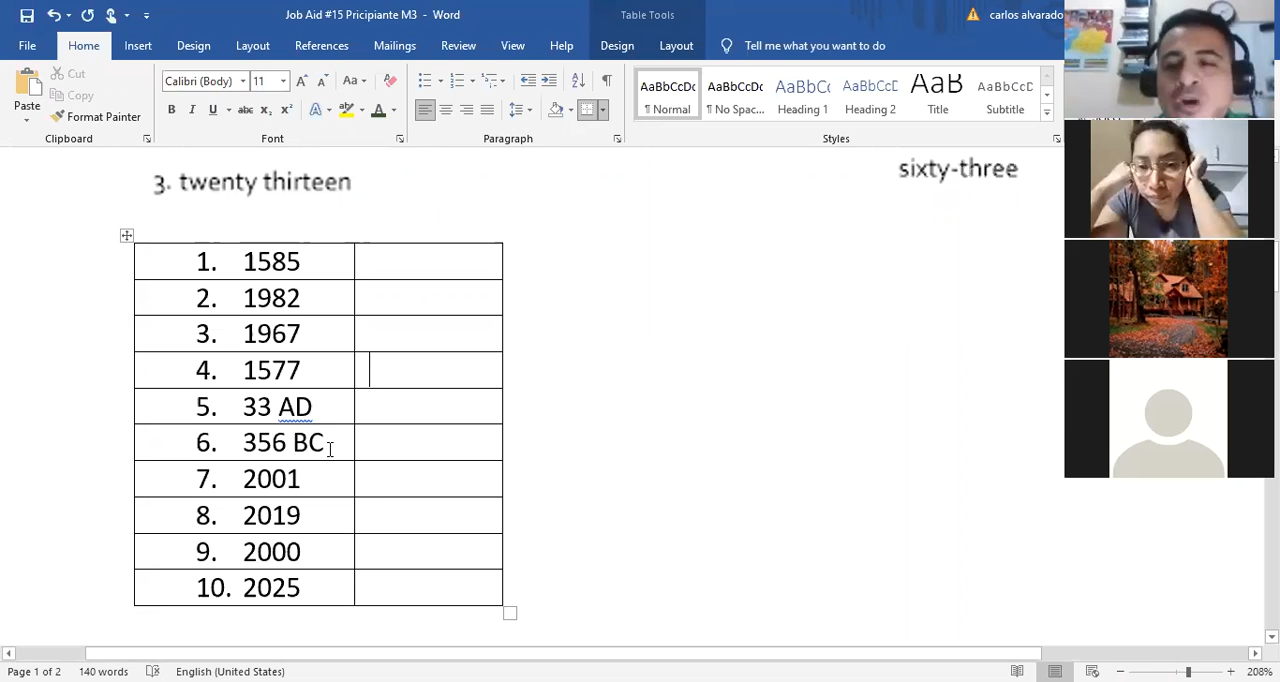 Job Aid #15 Pricipiante M3 - Word
Table Tools
carlos alvarado
File Home Insert Design Layout References Mailings Review View Help Design Layout Tell me what you want to do
Paste
Cut
Copy
Format Painter
Calibri (Body) 11
AaBbCcDc AaBbCcDc AaBbCc AaBbCcD AaB AaBbCcD
¶ Normal ¶ No Spac... Heading 1 Heading 2 Title Subtitle
Clipboard Font Paragraph Styles
3. twenty thirteen
sixty-three
1. 1585
2. 1982
3. 1967
4. 1577
5. 33 AD
6. 356 BC
7. 2001
8. 2019
9. 2000
10. 2025
Page 1 of 2 140 words English (United States) 208%